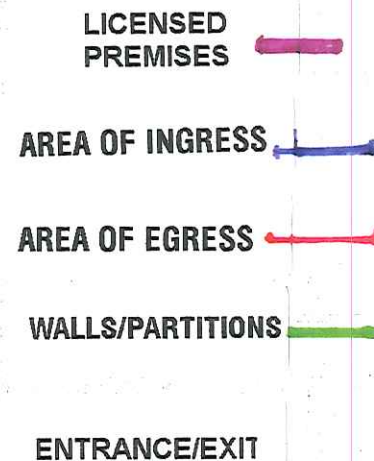 LICENSED
PREMISES
AREA OF INGRESS
AREA OF EGRESS
WALLS/PARTITIONS
ENTRANCE/EXIT